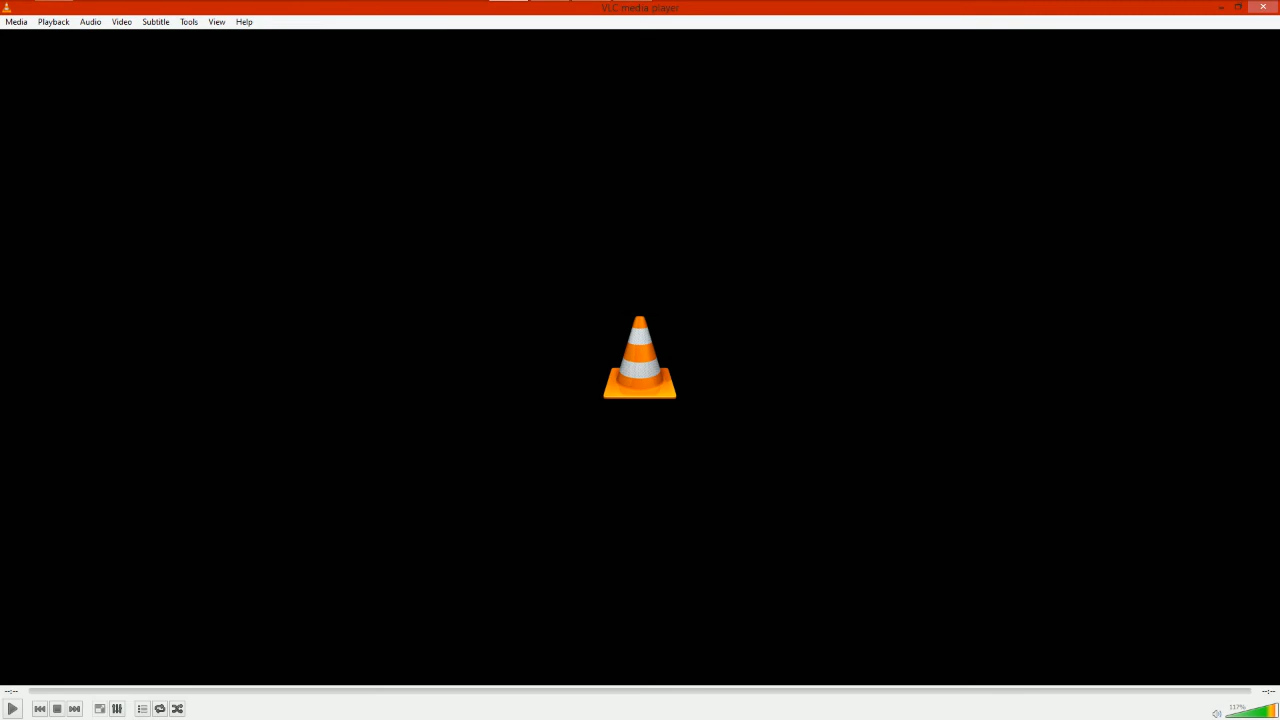 VLC media player
Media Playback Audio Video Subtitle Tools View Help
--:-- --:--
117%